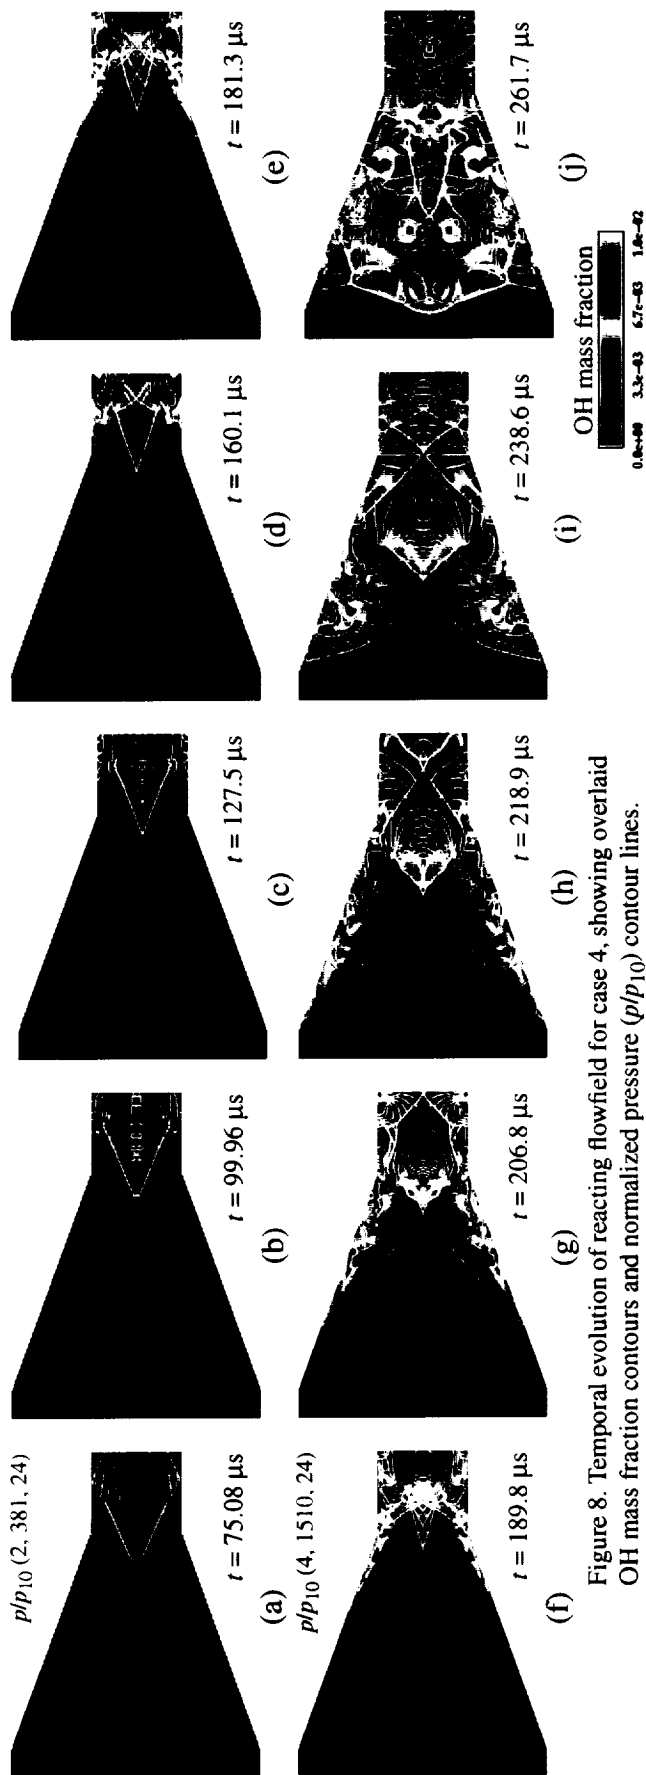 p/p10 (2, 381, 24)
t = 75.08 μs
(a)
t = 99.96 μs
(b)
t = 127.5 μs
(c)
t = 160.1 μs
(d)
t = 181.3 μs
(e)
p/p10 (4, 1510, 24)
t = 189.8 μs
(f)
t = 206.8 μs
(g)
t = 218.9 μs
(h)
t = 238.6 μs
(i)
t = 261.7 μs
(j)
OH mass fraction
0.0e+00 3.3e-03 6.7e-03 1.0e-02
Figure 8. Temporal evolution of reacting flowfield for case 4, showing overlaid
OH mass fraction contours and normalized pressure (p/p10) contour lines.